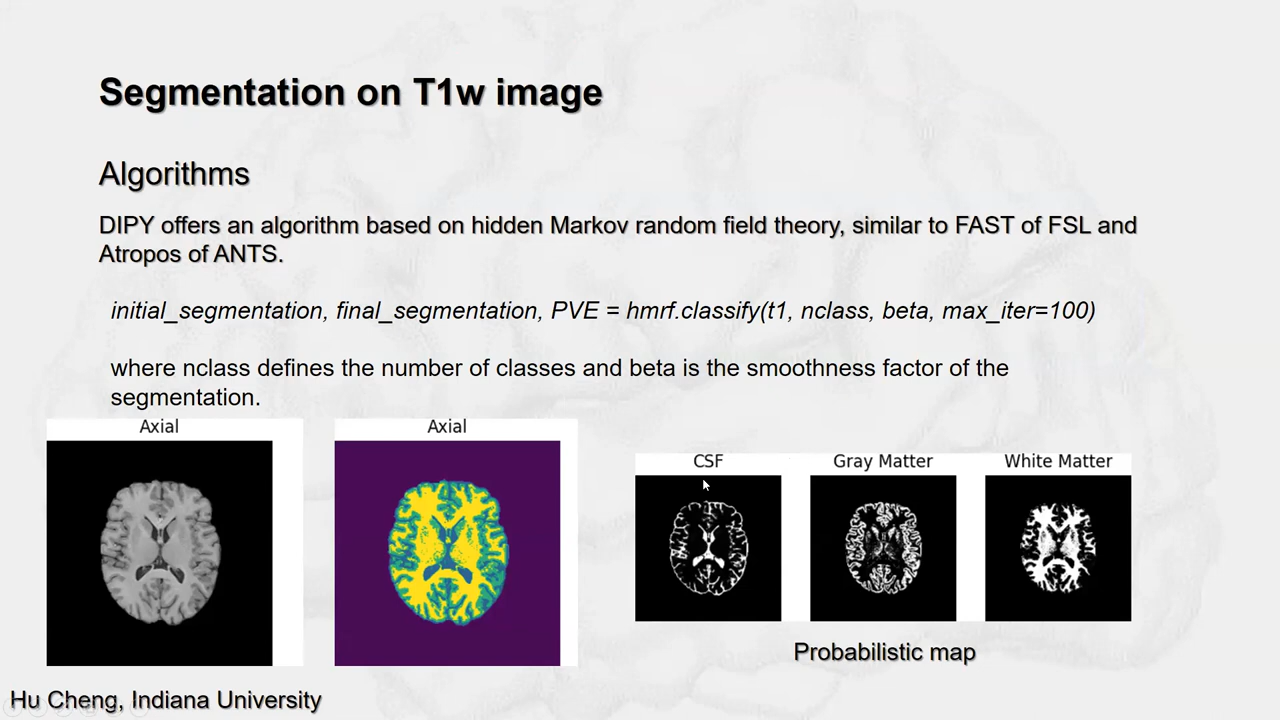 Segmentation on T1w image
Algorithms
DIPY offers an algorithm based on hidden Markov random field theory, similar to FAST of FSL and
Atropos of ANTS.
initial_segmentation, final_segmentation, PVE = hmrf.classify(t1, nclass, beta, max_iter=100)
where nclass defines the number of classes and beta is the smoothness factor of the
segmentation.
Axial
Axial
CSF
Gray Matter
White Matter
Probabilistic map
Hu Cheng, Indiana University